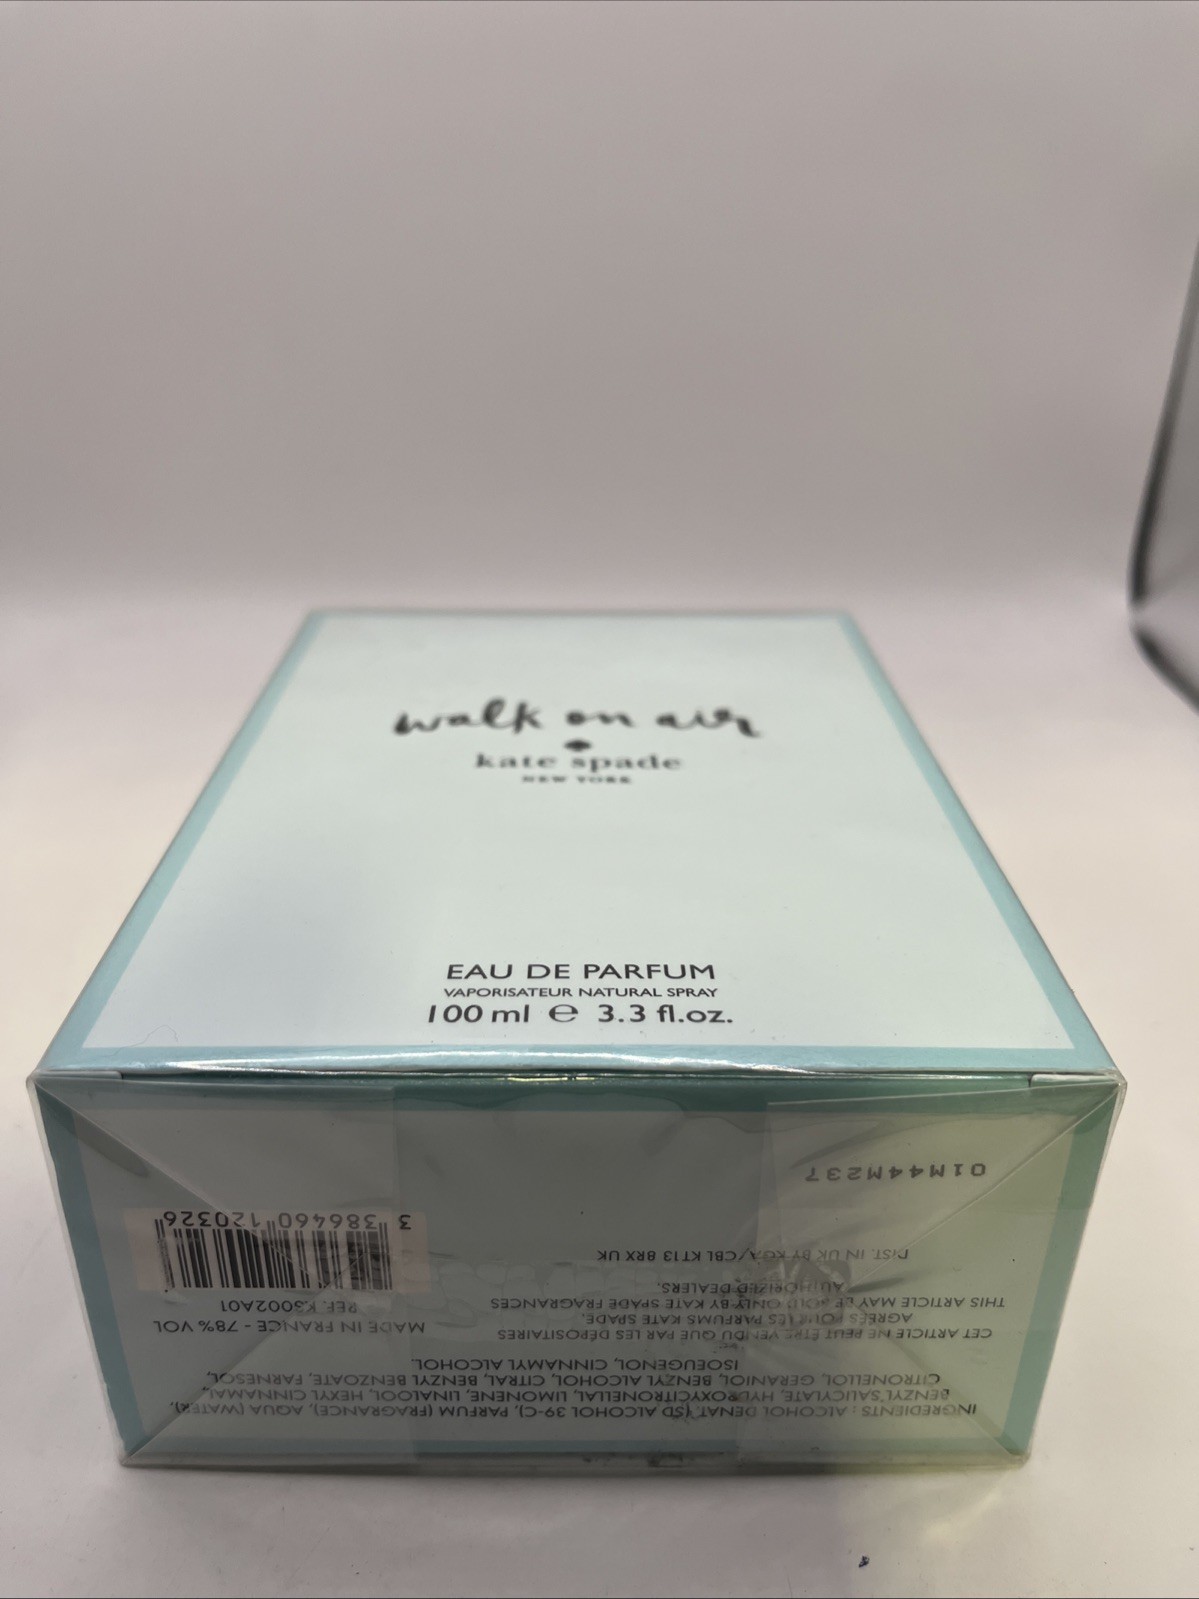 walk on air
kate spade
NEW YORK
EAU DE PARFUM
VAPORISATEUR NATURAL SPRAY
100 ml e 3.3 fl.oz.
INGREDIENTS : ALCOHOL DENAT. (SD ALCOHOL 39-C), PARFUM (FRAGRANCE), AQUA (WATER),
BENZYL SALICYLATE, HYDROXYCITRONELLAL, LIMONENE, LINALOOL, HEXYL CINNAMAL,
CITRONELLOL, GERANIOL, BENZYL ALCOHOL, CITRAL, BENZYL BENZOATE, FARNESOL,
ISOEUGENOL, CINNAMYL ALCOHOL
CET ARTICLE NE PEUT ÊTRE VENDU QUE PAR LES DÉPOSITAIRES
AGRÉÉS POUR LES PARFUMS KATE SPADE.
THIS ARTICLE MAY BE SOLD ONLY BY KATE SPADE FRAGRANCES
AUTHORIZED DEALERS.
DIST. IN UK BY KGA/CBL KT13 8RX UK
MADE IN FRANCE - 78% VOL
REF. KS002A01
3 386460 120326
01M44M237